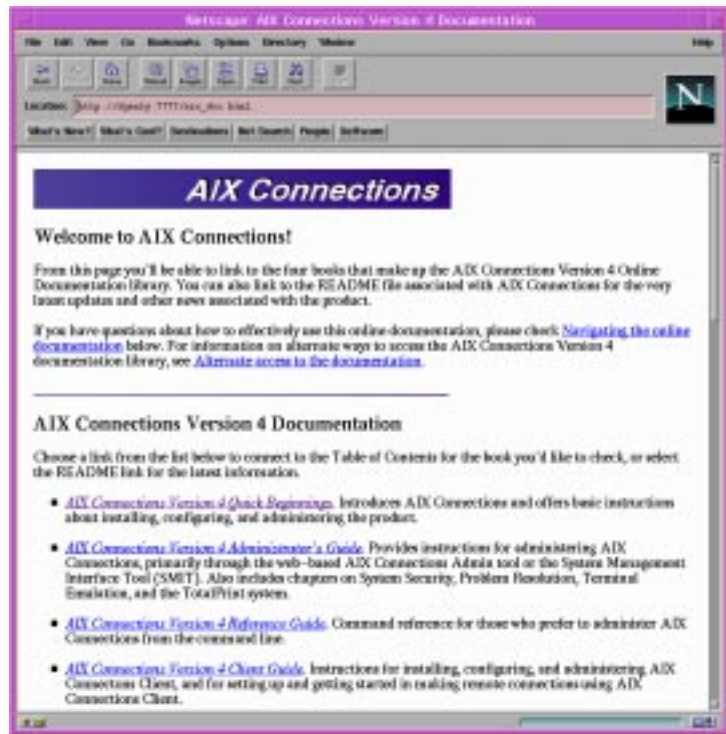 Netscape: AIX Connections Version 4 Documentation
File Edit View Go Bookmarks Options Directory Window Help
Location:
What's New? What's Cool? Destinations Net Search People Software
N
AIX Connections
Welcome to AIX Connections!
From this page you'll be able to link to the four books that make up the AIX Connections Version 4 Online
Documentation library. You can also link to the README file associated with AIX Connections for the very
latest updates and other news associated with the product.
If you have questions about how to effectively use this online documentation, please check Navigating the online
documentation below. For information on alternate ways to access the AIX Connections Version 4
documentation library, see Alternate access to the documentation.
AIX Connections Version 4 Documentation
Choose a link from the list below to connect to the Table of Contents for the book you'd like to check, or select
the README link for the latest information.
• AIX Connections Version 4 Quick Beginnings. Introduces AIX Connections and offers basic instructions
about installing, configuring, and administering the product.
• AIX Connections Version 4 Administrator's Guide. Provides instructions for administering AIX
Connections, primarily through the web-based AIX Connections Admin tool or the System Management
Interface Tool (SMIT). Also includes chapters on System Security, Problem Resolution, Terminal
Emulation, and the TotalPrint system.
• AIX Connections Version 4 Reference Guide. Command reference for those who prefer to administer AIX
Connections from the command line.
• AIX Connections Version 4 Client Guide. Instructions for installing, configuring, and administering AIX
Connections Client, and for setting up and getting started in making remote connections using AIX
Connections Client.